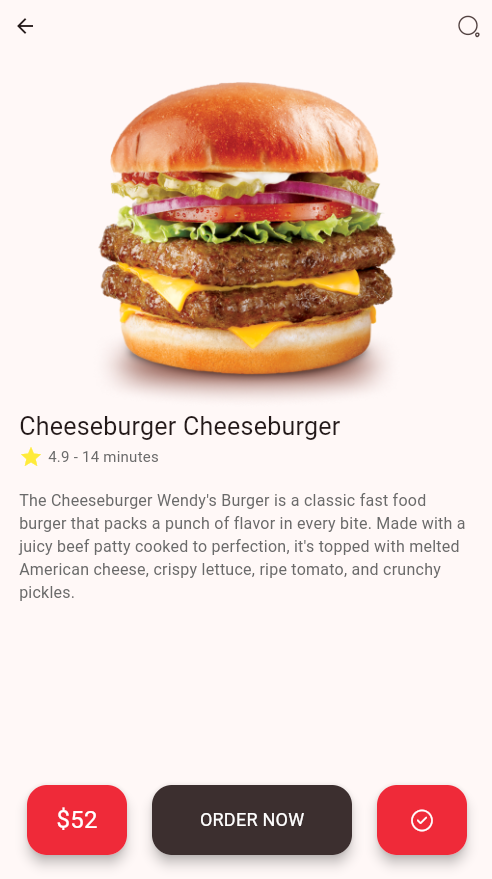 Cheeseburger Cheeseburger
4.9 - 14 minutes
The Cheeseburger Wendy's Burger is a classic fast food
burger that packs a punch of flavor in every bite. Made with a
juicy beef patty cooked to perfection, it's topped with melted
American cheese, crispy lettuce, ripe tomato, and crunchy
pickles.
$52
ORDER NOW